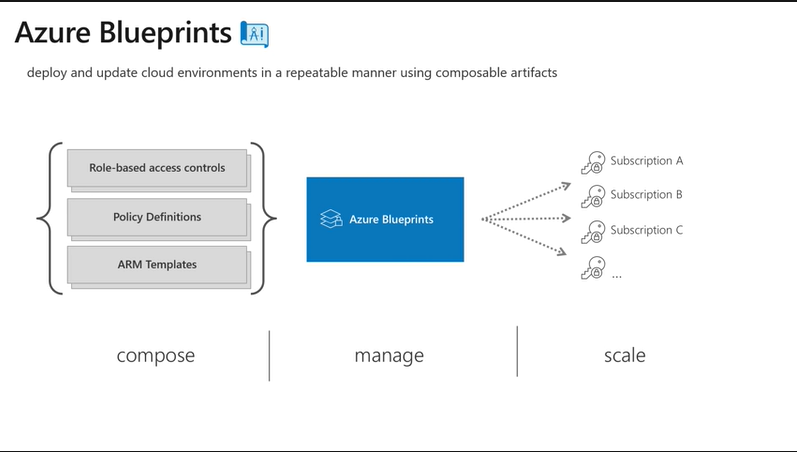 Azure Blueprints
deploy and update cloud environments in a repeatable manner using composable artifacts
Role-based access controls
Policy Definitions
ARM Templates
Azure Blueprints
Subscription A
Subscription B
Subscription C
...
compose
manage
scale